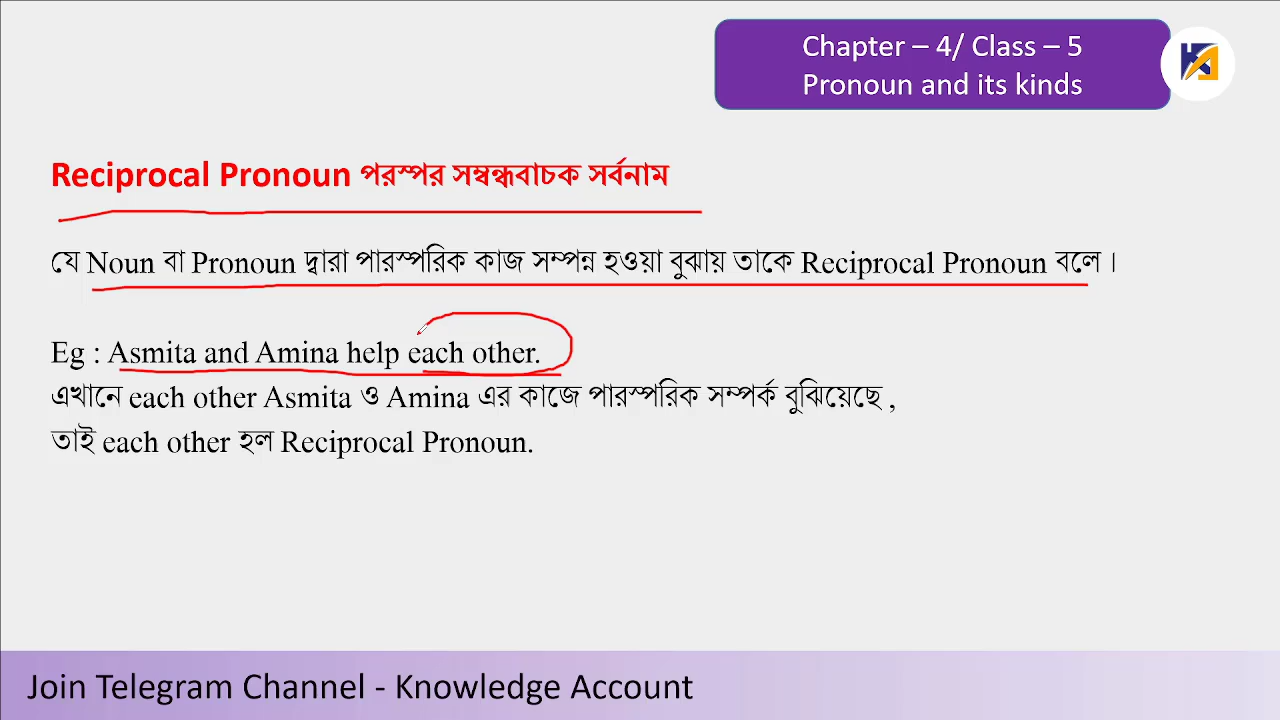 Chapter – 4/ Class – 5
Pronoun and its kinds
Reciprocal Pronoun পরস্পর সম্বন্ধবাচক সর্বনাম
যে Noun বা Pronoun দ্বারা পারস্পরিক কাজ সম্পন্ন হওয়া বুঝায় তাকে Reciprocal Pronoun বলে।
Eg : Asmita and Amina help each other.
এখানে each other Asmita ও Amina এর কাজে পারস্পরিক সম্পর্ক বুঝিয়েছে ,
তাই each other হল Reciprocal Pronoun.
Join Telegram Channel - Knowledge Account